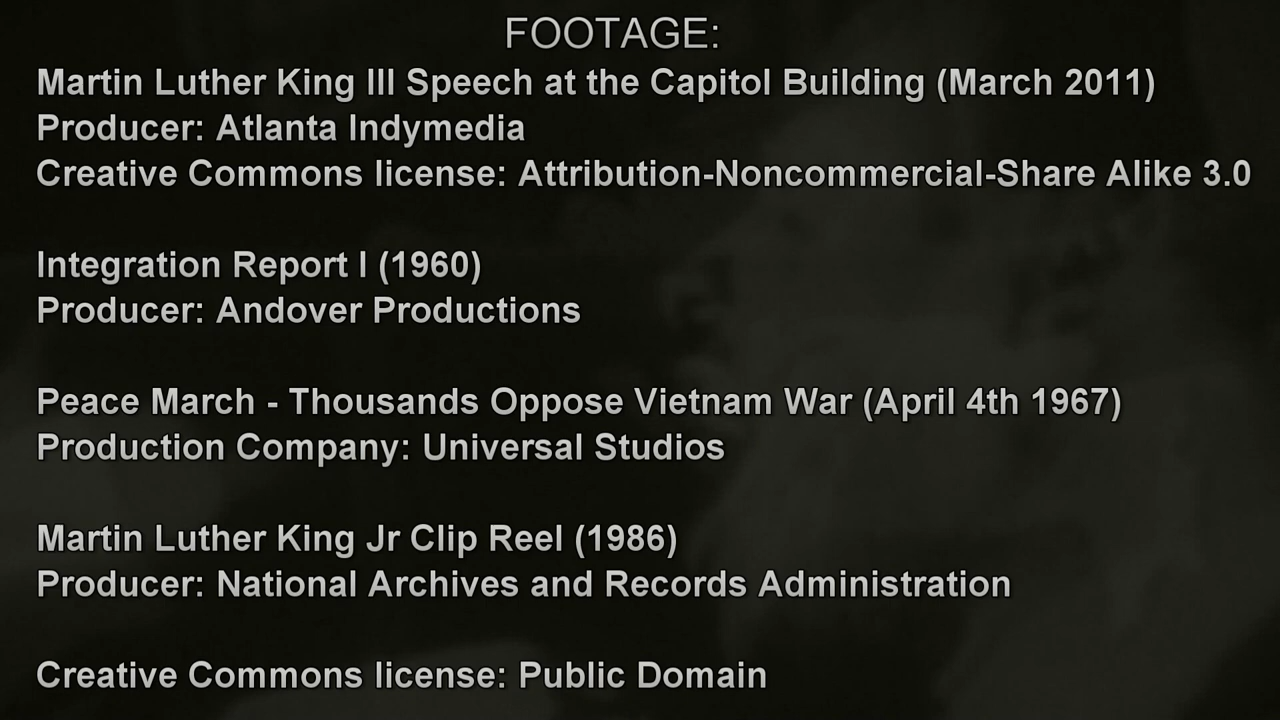 FOOTAGE:
Martin Luther King III Speech at the Capitol Building (March 2011)
Producer: Atlanta Indymedia
Creative Commons license: Attribution-Noncommercial-Share Alike 3.0
Integration Report I (1960)
Producer: Andover Productions
Peace March - Thousands Oppose Vietnam War (April 4th 1967)
Production Company: Universal Studios
Martin Luther King Jr Clip Reel (1986)
Producer: National Archives and Records Administration
Creative Commons license: Public Domain